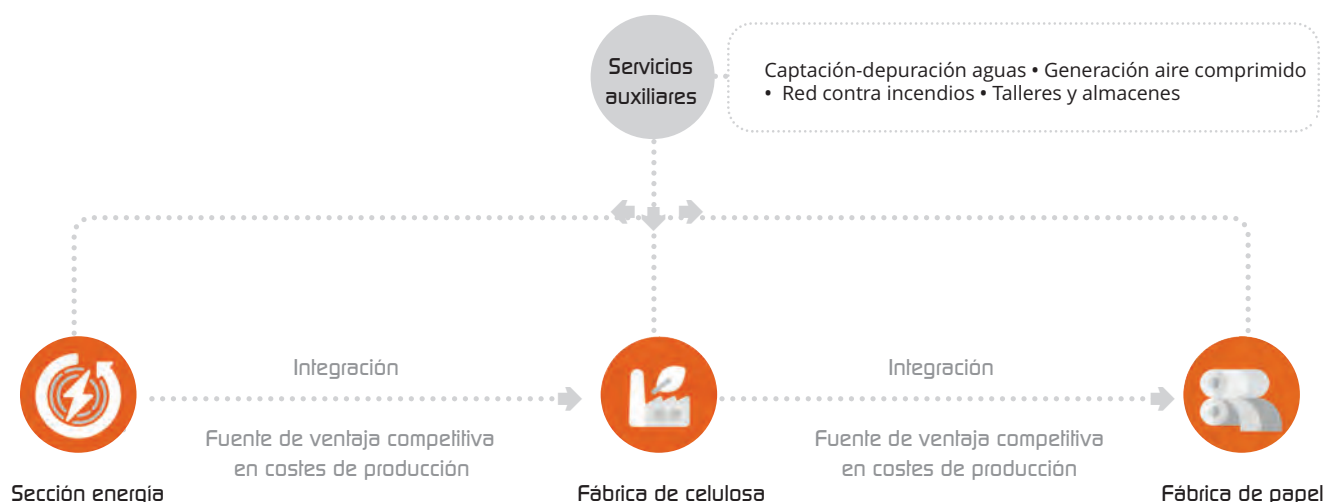 Servicios
auxiliares
Captación-depuración aguas • Generación aire comprimido
• Red contra incendios • Talleres y almacenes
Integración
Fuente de ventaja competitiva
en costes de producción
Integración
Fuente de ventaja competitiva
en costes de producción
Sección energía
Fábrica de celulosa
Fábrica de papel